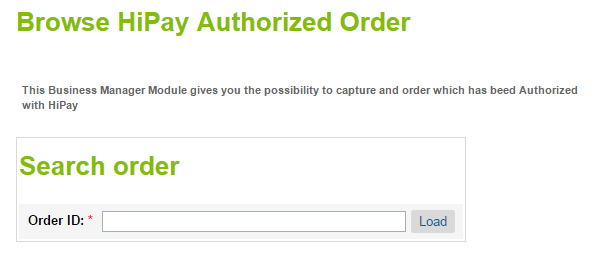 Browse HiPay Authorized Order
This Business Manager Module gives you the possibility to capture and order which has beed Authorized
with HiPay
Search order
Order ID: * Load